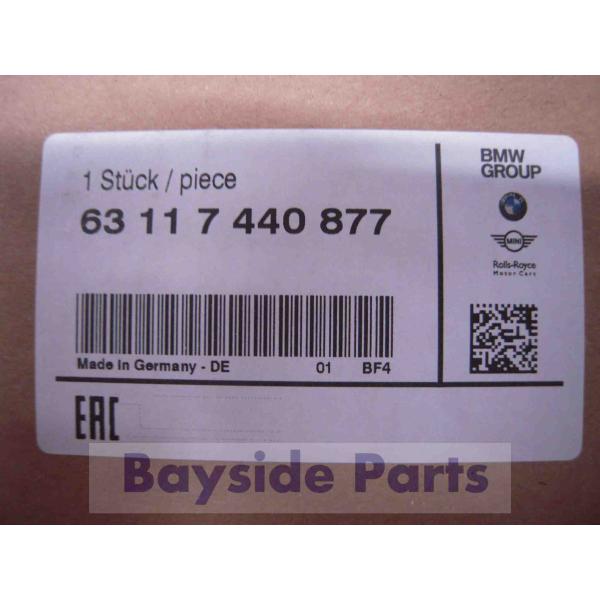 1 Stück / piece
63 11 7 440 877
Made In Germany - DE 01 BF4
EAC
BMW
GROUP
MINI
Rolls-Royce
Motor Cars
Bayside Parts